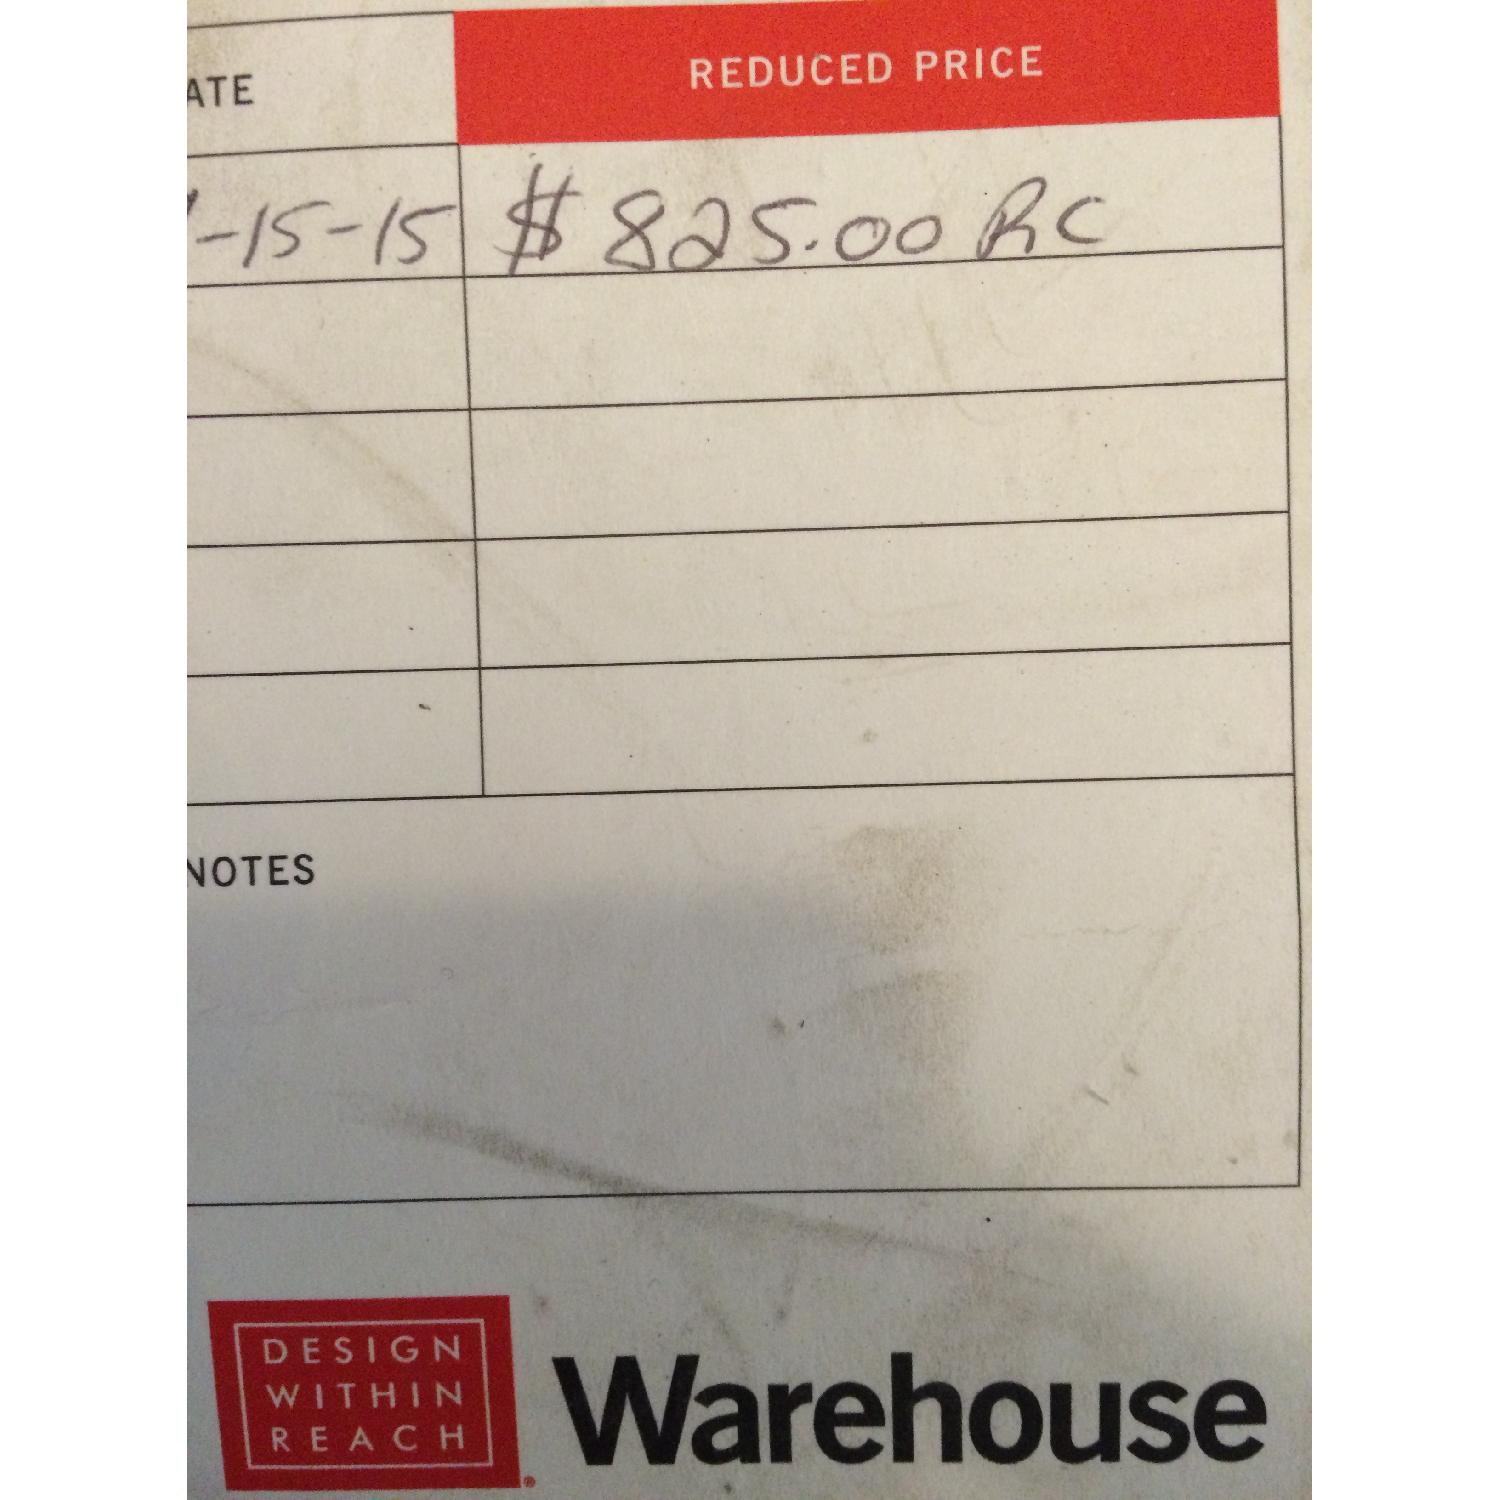 ATE REDUCED PRICE
-15-15 $825.00 RC
NOTES
DESIGN
WITHIN
REACH
Warehouse